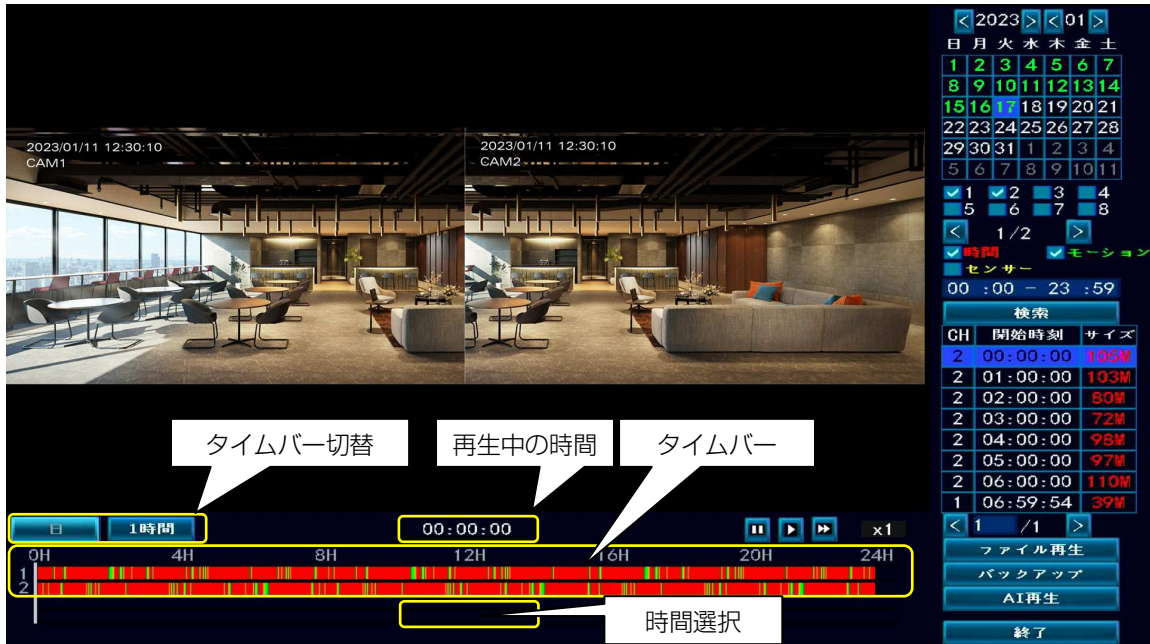 < 2023 > < 01 >
日 月 火 水 木 金 土
1 2 3 4 5 6 7
8 9 10 11 12 13 14
15 16 17 18 19 20 21
22 23 24 25 26 27 28
29 30 31 1 2 3 4
5 6 7 8 9 10 11
1 2 3 4
5 6 7 8
< 1/2 >
時間 モーション
センサー
00 :00 - 23 :59
検索
CH 開始時刻 サイズ
2 00:00:00 105M
2 01:00:00 103M
2 02:00:00 80M
2 03:00:00 72M
2 04:00:00 98M
2 05:00:00 97M
2 06:00:00 110M
1 06:59:54 39M
< 1 /1 >
ファイル再生
バックアップ
AI再生
終了
2023/01/11 12:30:10
CAM1
2023/01/11 12:30:10
CAM2
タイムバー切替
再生中の時間
タイムバー
日 1時間
00:00:00
x1
0H 4H 8H 12H 16H 20H 24H
1
2
時間選択